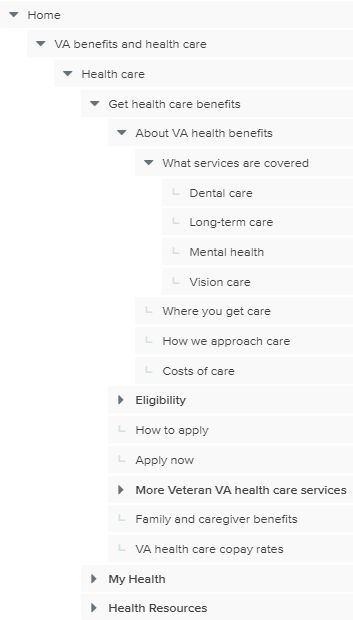 Home
VA benefits and health care
Health care
Get health care benefits
About VA health benefits
What services are covered
Dental care
Long-term care
Mental health
Vision care
Where you get care
How we approach care
Costs of care
Eligibility
How to apply
Apply now
More Veteran VA health care services
Family and caregiver benefits
VA health care copay rates
My Health
Health Resources